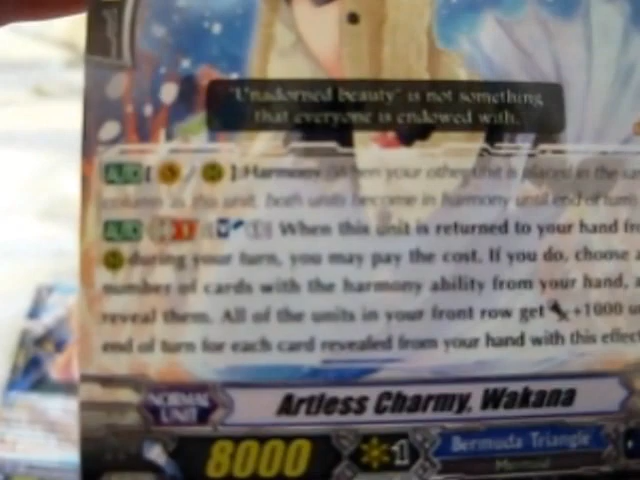 "Unadorned beauty" is not something
that everyone is endowed with.
AUTO [ / ] : Harmony (When your other unit is placed in the
column as this unit, both units become in harmony until end of turn)
AUTO 1 When this unit is returned to your hand
during your turn, you may pay the cost. If you do, choose
number of cards with the harmony ability from your hand,
reveal them. All of the units in your front row get +1000
end of turn for each card revealed from your hand with this
NORMAL
UNIT
Artless Charmy, Wakana
8000
1
Bermuda Triangle
Mermaid